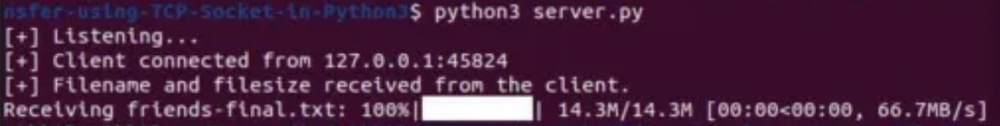 nsfer-using-TCP-Socket-in-Python3$ python3 server.py
[+] Listening...
[+] Client connected from 127.0.0.1:45824
[+] Filename and filesize received from the client.
Receiving friends-final.txt: 100%|██████████| 14.3M/14.3M [00:00<00:00, 66.7MB/s]